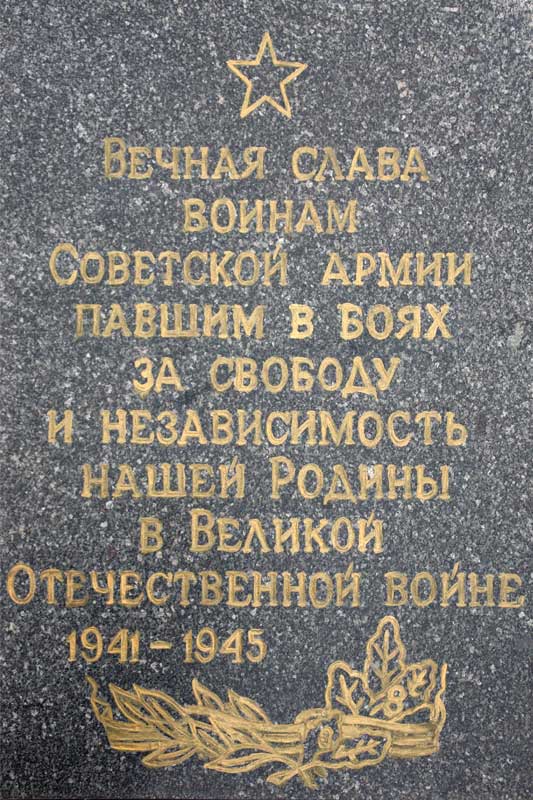 Вечная слава
воинам
Советской Армии
павшим в боях
за свободу
и независимость
нашей Родины
в Великой
Отечественной войне
1941-1945